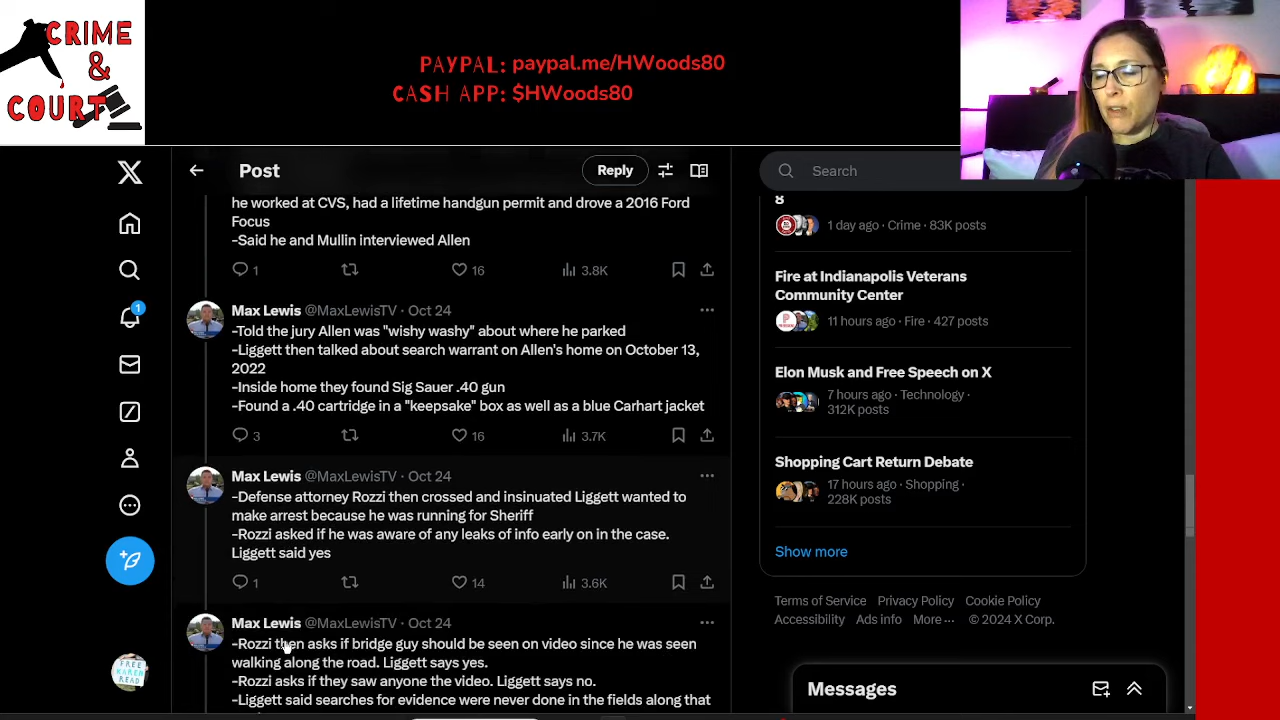 CRIME
&
COURT
PAYPAL: paypal.me/HWoods80
CASH APP: $HWoods80
Post
Reply
Search
he worked at CVS, had a lifetime handgun permit and drove a 2016 Ford
Focus
-Said he and Mullin interviewed Allen
1 16 3.8K
Max Lewis @MaxLewisTV · Oct 24
-Told the jury Allen was "wishy washy" about where he parked
-Liggett then talked about search warrant on Allen's home on October 13,
2022
-Inside home they found Sig Sauer .40 gun
-Found a .40 cartridge in a "keepsake" box as well as a blue Carhart jacket
3 16 3.7K
Max Lewis @MaxLewisTV · Oct 24
-Defense attorney Rozzi then crossed and insinuated Liggett wanted to
make arrest because he was running for Sheriff
-Rozzi asked if he was aware of any leaks of info early on in the case.
Liggett said yes
1 14 3.6K
Max Lewis @MaxLewisTV · Oct 24
-Rozzi then asks if bridge guy should be seen on video since he was seen
walking along the road. Liggett says yes.
-Rozzi asks if they saw anyone the video. Liggett says no.
-Liggett said searches for evidence were never done in the fields along that
8
1 day ago · Crime · 83K posts
Fire at Indianapolis Veterans
Community Center
11 hours ago · Fire · 427 posts
Elon Musk and Free Speech on X
7 hours ago · Technology ·
312K posts
Shopping Cart Return Debate
17 hours ago · Shopping ·
228K posts
Show more
Terms of Service Privacy Policy Cookie Policy
Accessibility Ads info More ··· © 2024 X Corp.
Messages
1
FREE
KAREN
READ